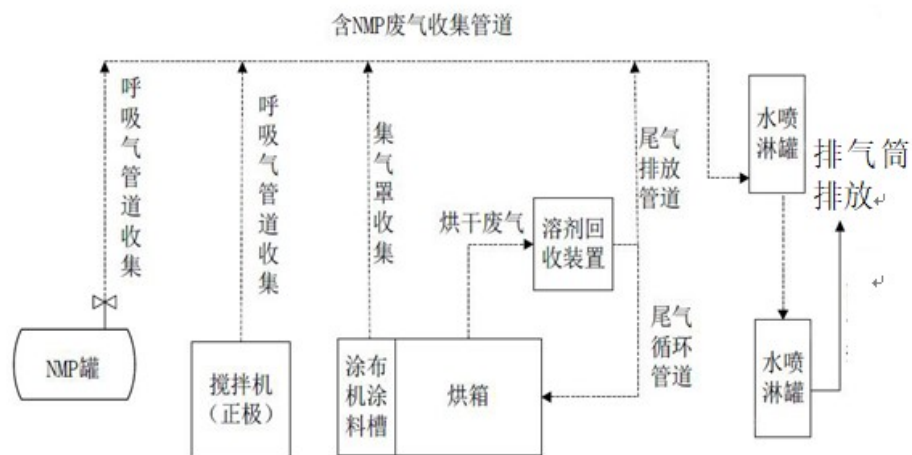 含NMP废气收集管道
呼吸气管道收集
呼吸气管道收集
集气罩收集
尾气
排放
管道
水喷
淋罐
排气筒
排放↵
烘干废气
溶剂回
收装置
↵
尾气
循环
管道
NMP罐
搅拌机
（正极）
涂布
机涂
料槽
烘箱
水喷
淋罐